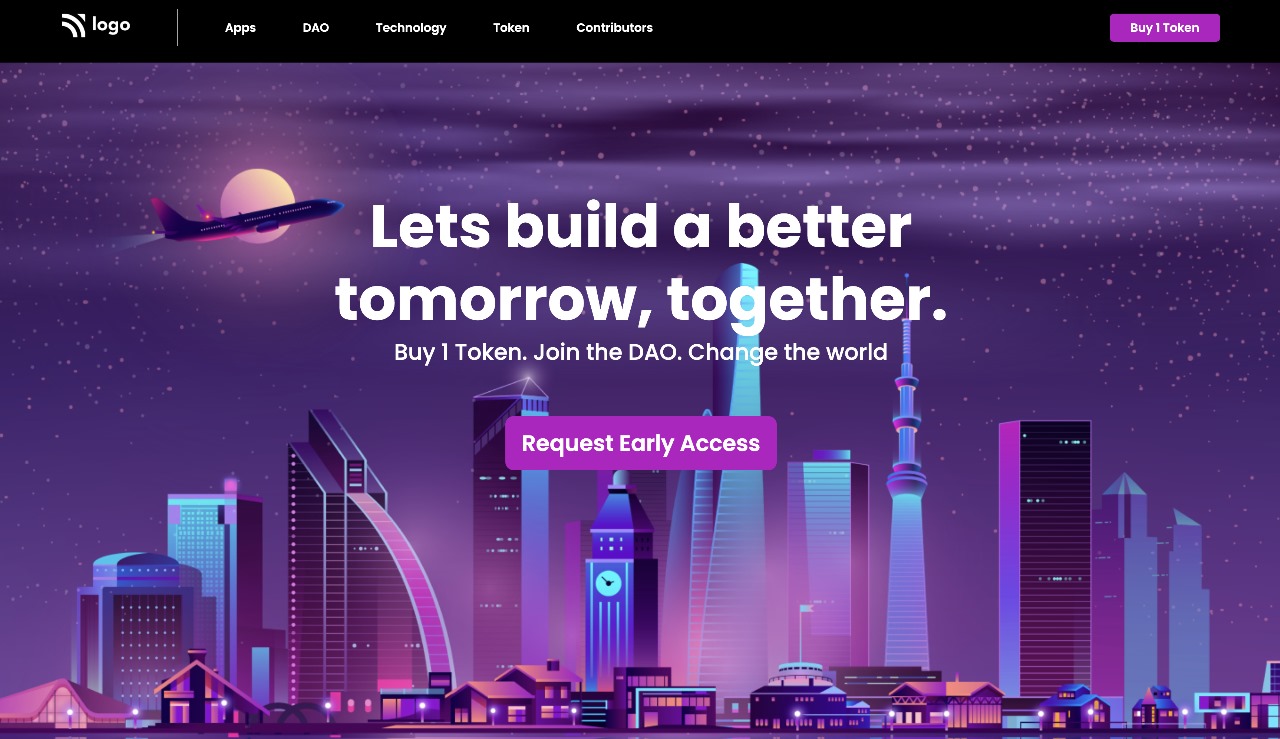 logo
Apps
DAO
Technology
Token
Contributors
Buy 1 Token
Lets build a better
tomorrow, together.
Buy 1 Token. Join the DAO. Change the world
Request Early Access